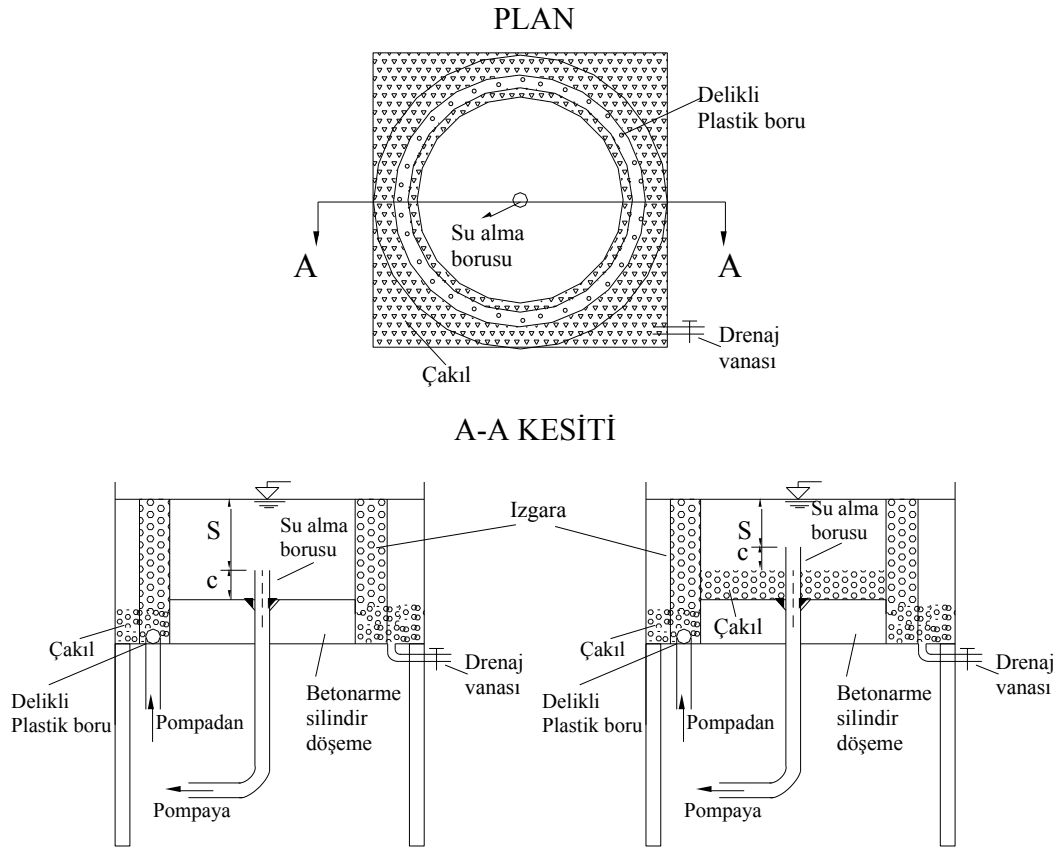 PLAN
Delikli
Plastik boru
Su alma
borusu
A
A
Drenaj
vanası
Çakıl
A-A KESİTİ
S
c
Su alma
borusu
Izgara
S
c
Su alma
borusu
Çakıl
Delikli
Plastik boru
Pompadan
Betonarme
silindir
döşeme
Drenaj
vanası
Pompaya
Çakıl
Çakıl
Delikli
Plastik boru
Pompadan
Betonarme
silindir
döşeme
Drenaj
vanası
Pompaya